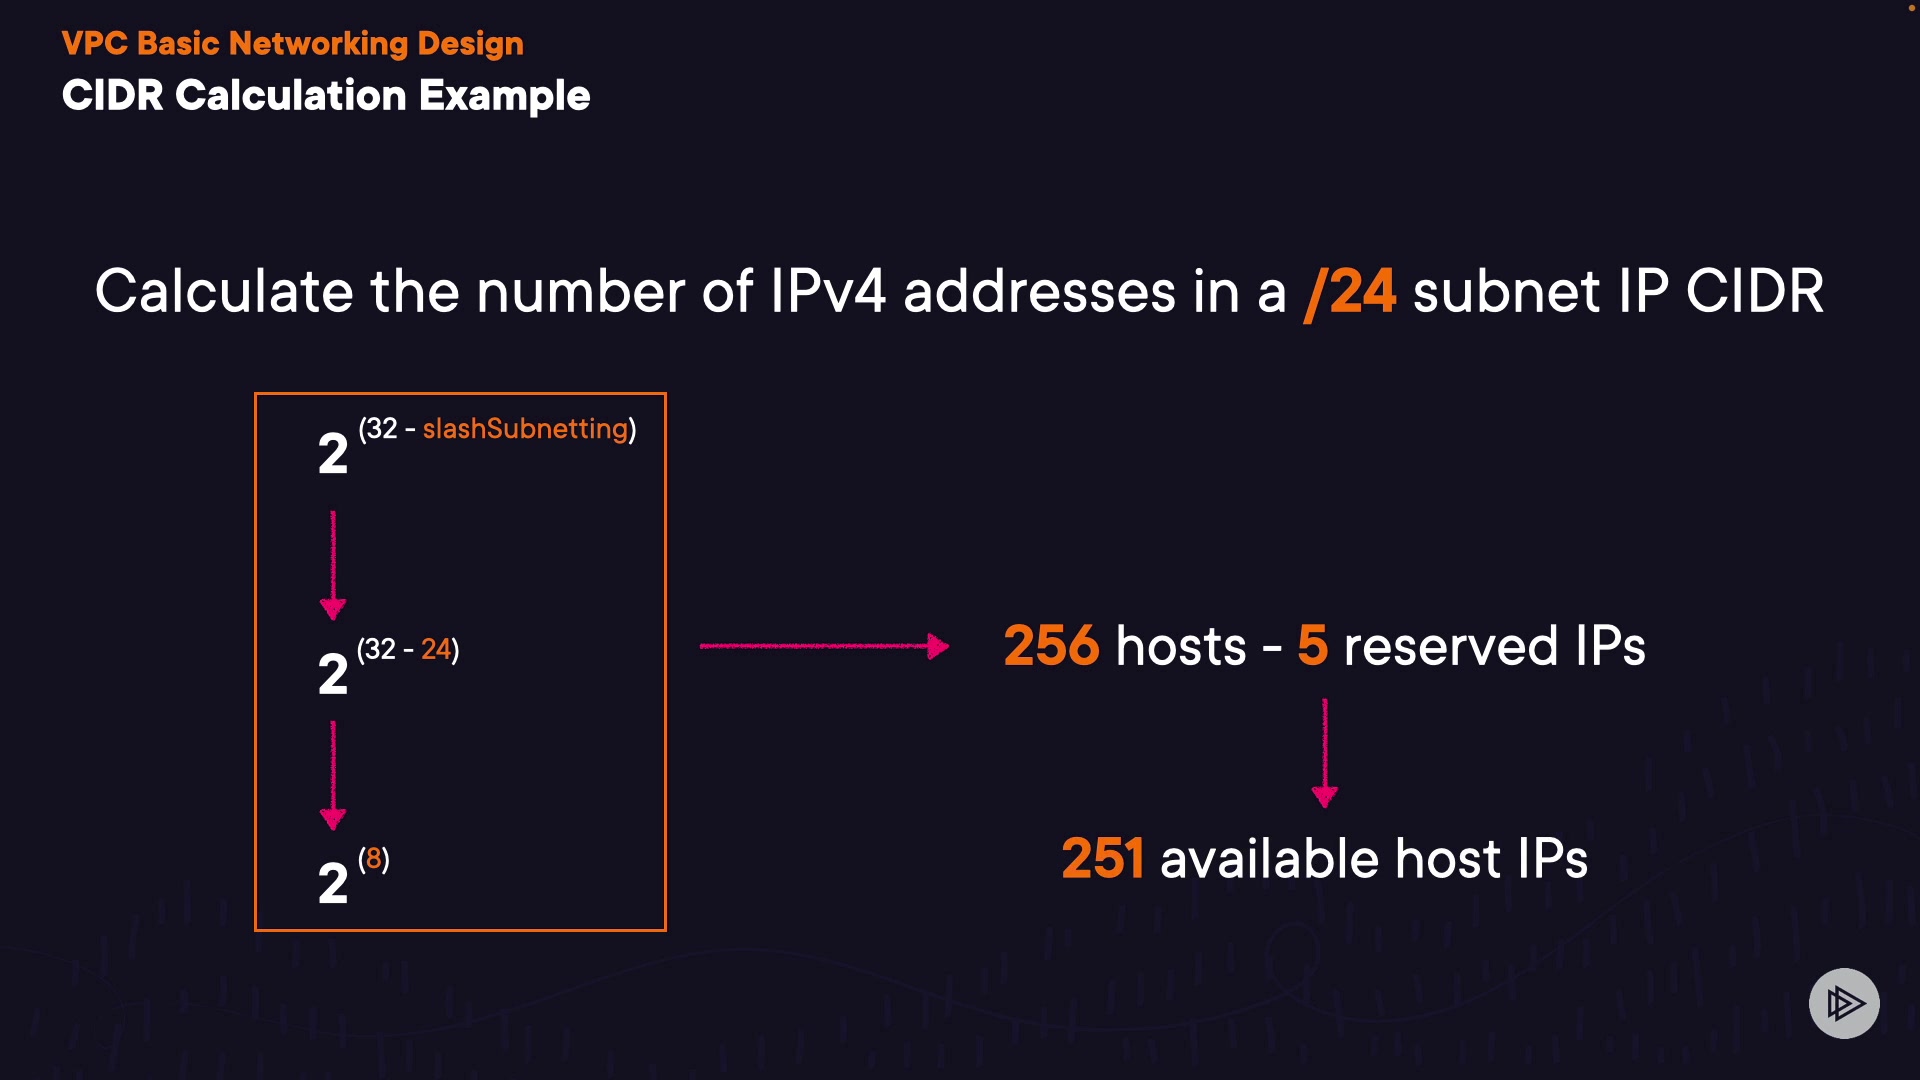 VPC Basic Networking Design
CIDR Calculation Example
Calculate the number of IPv4 addresses in a /24 subnet IP CIDR
2 (32 - slashSubnetting)
2 (32 - 24)
2 (8)
256 hosts - 5 reserved IPs
251 available host IPs